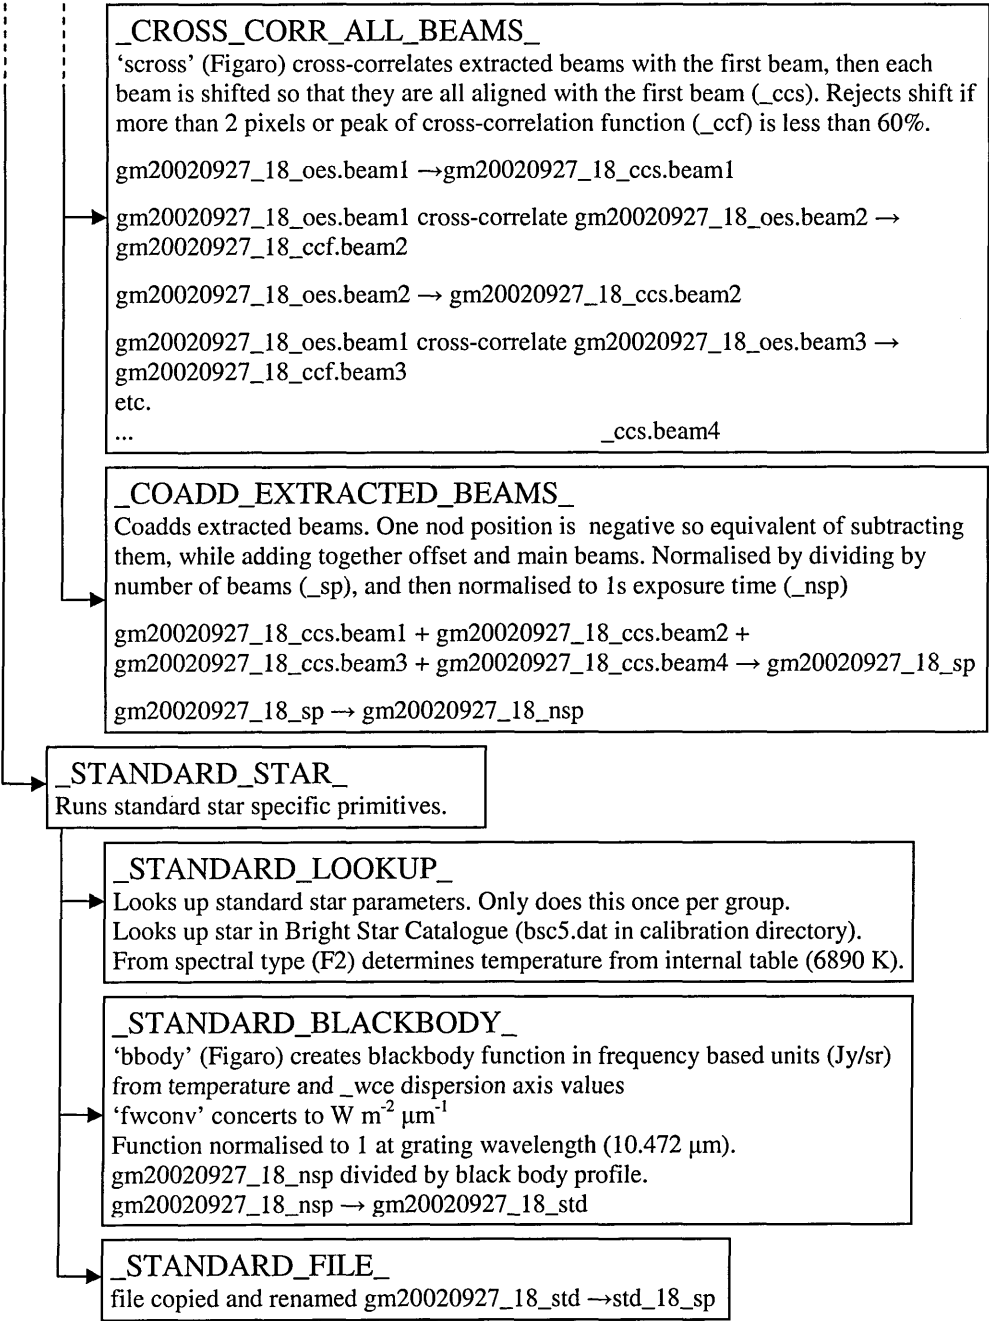 _CROSS_CORR_ALL_BEAMS_
‘scross’ (Figaro) cross-correlates extracted beams with the first beam, then each
beam is shifted so that they are all aligned with the first beam (_ccs). Rejects shift if
more than 2 pixels or peak of cross-correlation function (_ccf) is less than 60%.
gm20020927_18_oes.beam1 →gm20020927_18_ccs.beam1
gm20020927_18_oes.beam1 cross-correlate gm20020927_18_oes.beam2 →
gm20020927_18_ccf.beam2
gm20020927_18_oes.beam2 → gm20020927_18_ccs.beam2
gm20020927_18_oes.beam1 cross-correlate gm20020927_18_oes.beam3 →
gm20020927_18_ccf.beam3
etc.
... _ccs.beam4
_COADD_EXTRACTED_BEAMS_
Coadds extracted beams. One nod position is negative so equivalent of subtracting
them, while adding together offset and main beams. Normalised by dividing by
number of beams (_sp), and then normalised to 1s exposure time (_nsp)
gm20020927_18_ccs.beam1 + gm20020927_18_ccs.beam2 +
gm20020927_18_ccs.beam3 + gm20020927_18_ccs.beam4 → gm20020927_18_sp
gm20020927_18_sp → gm20020927_18_nsp
_STANDARD_STAR_
Runs standard star specific primitives.
_STANDARD_LOOKUP_
Looks up standard star parameters. Only does this once per group.
Looks up star in Bright Star Catalogue (bsc5.dat in calibration directory).
From spectral type (F2) determines temperature from internal table (6890 K).
_STANDARD_BLACKBODY_
‘bbody’ (Figaro) creates blackbody function in frequency based units (Jy/sr)
from temperature and _wce dispersion axis values
‘fwconv’ concerts to W m⁻² μm⁻¹
Function normalised to 1 at grating wavelength (10.472 μm).
gm20020927_18_nsp divided by black body profile.
gm20020927_18_nsp → gm20020927_18_std
_STANDARD_FILE_
file copied and renamed gm20020927_18_std →std_18_sp